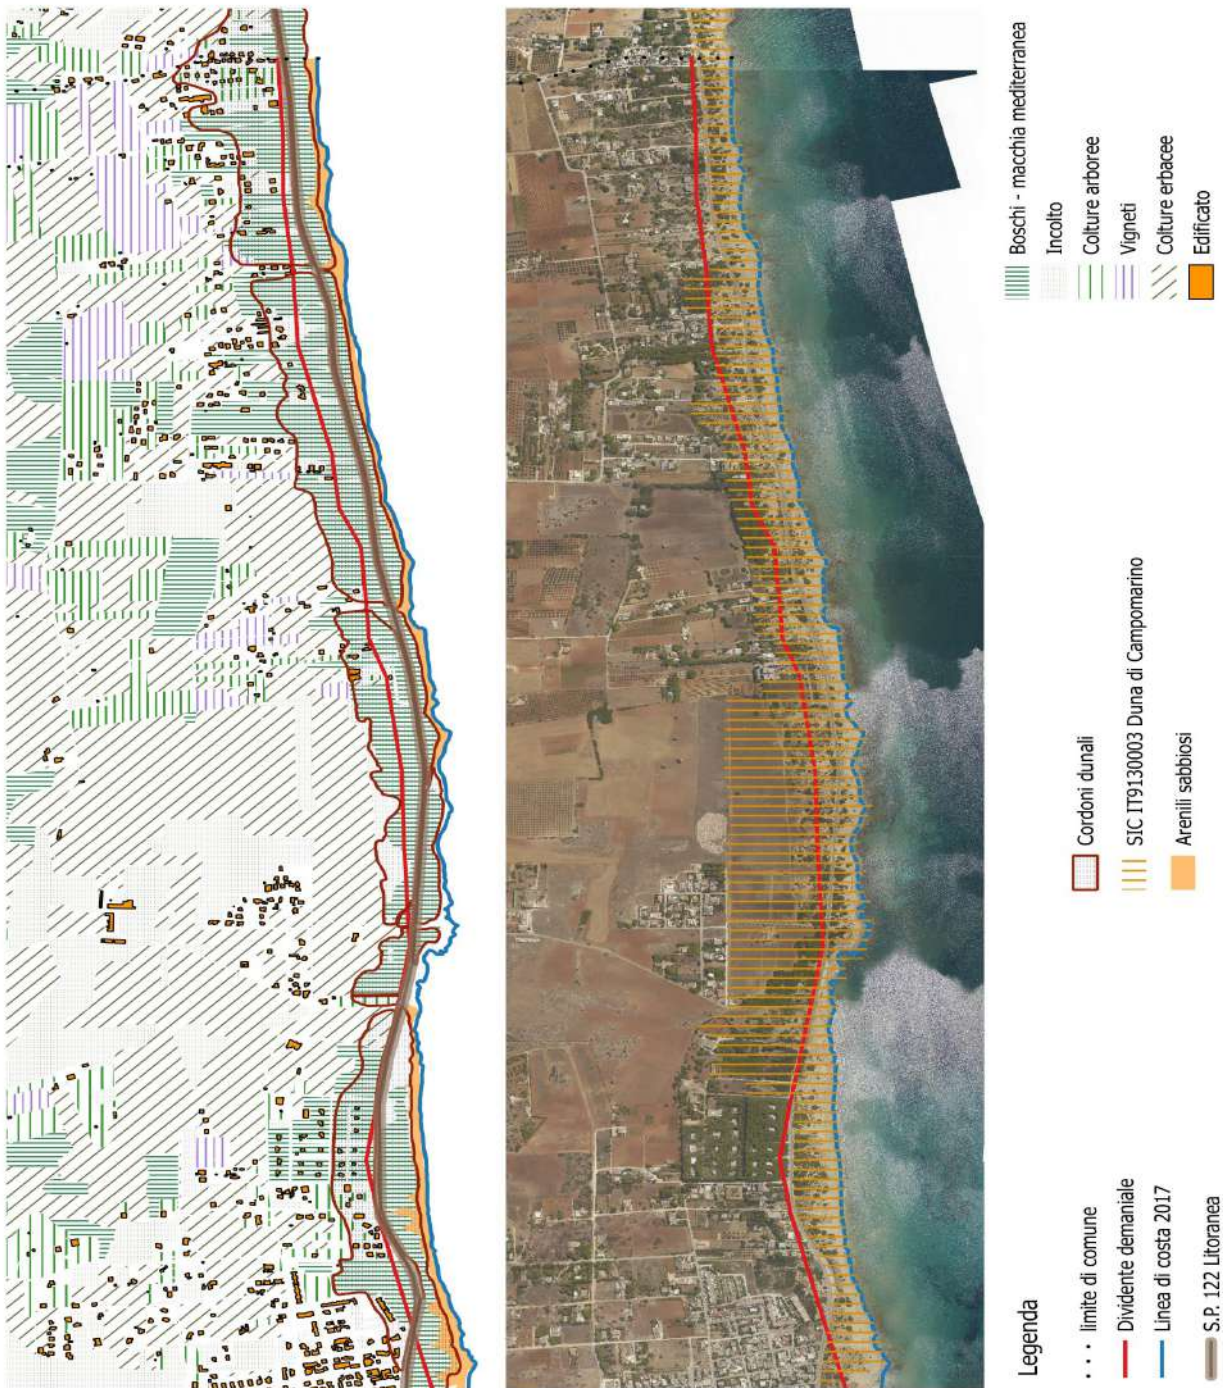 Legenda
limite di comune
Dividente demaniale
Linea di costa 2017
S.P. 122 Litoranea
Cordoni dunali
SIC IT9130003 Duna di Campomarino
Arenili sabbiosi
Boschi - macchia mediterranea
Incolto
Colture arboree
Vigneti
Colture erbacee
Edificato